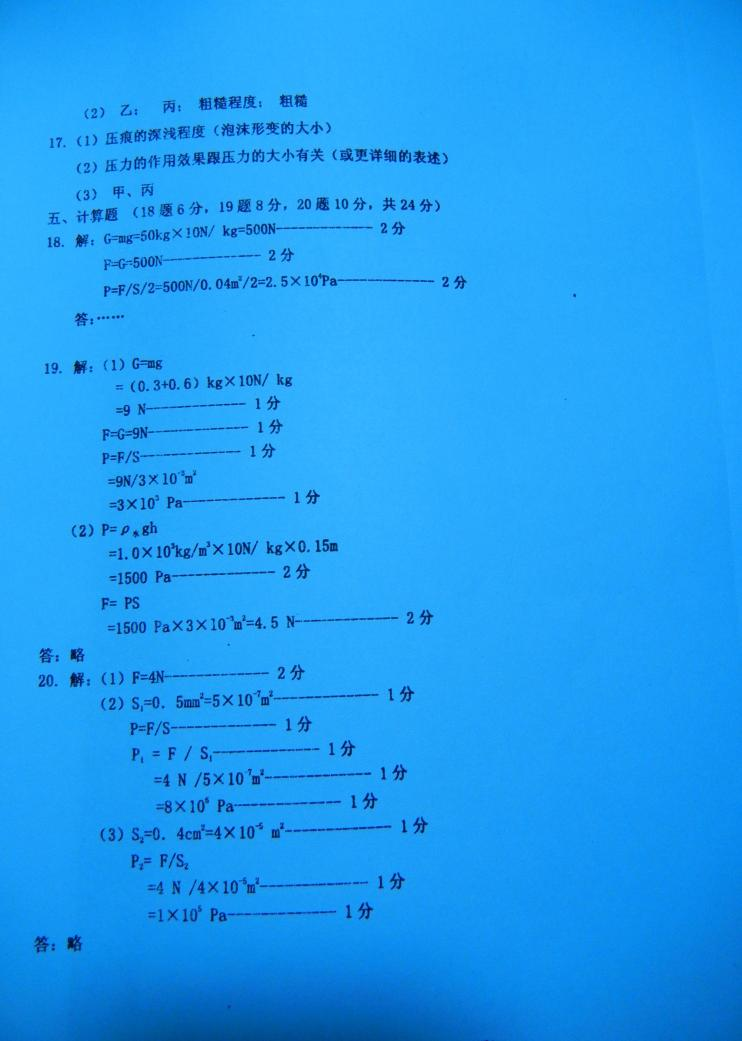 （2）乙； 丙； 粗糙程度； 粗糙
17.（1）压痕的深浅程度（泡沫形变的大小）
（2）压力的作用效果跟压力的大小有关（或更详细的表述）
（3）甲、丙
五、计算题 （18题6分，19题8分，20题10分，共24分）
18. 解：G=mg=50kg×10N/ kg=500N———————2分
F=G=500N———————2分
P=F/S/2=500N/0.04m²/2=2.5×10⁴Pa———————2分
答：……
19. 解：（1）G=mg
=（0.3+0.6）kg×10N/ kg
=9 N———————1分
F=G=9N———————1分
P=F/S———————1分
=9N/3×10⁻³m²
=3×10³ Pa———————1分
（2）P=ρ水gh
=1.0×10³kg/m³×10N/ kg×0.15m
=1500 Pa———————2分
F= PS
=1500 Pa×3×10⁻³m²=4.5 N———————2分
答：略
20. 解：（1）F=4N———————2分
（2）S₁=0. 5mm²=5×10⁻⁷m²———————1分
P=F/S———————1分
P₁ = F / S₁———————1分
=4 N /5×10⁻⁷m²———————1分
=8×10⁶ Pa———————1分
（3）S₂=0. 4cm²=4×10⁻⁵ m²———————1分
P₂= F/S₂
=4 N /4×10⁻⁵m²———————1分
=1×10⁵ Pa———————1分
答：略